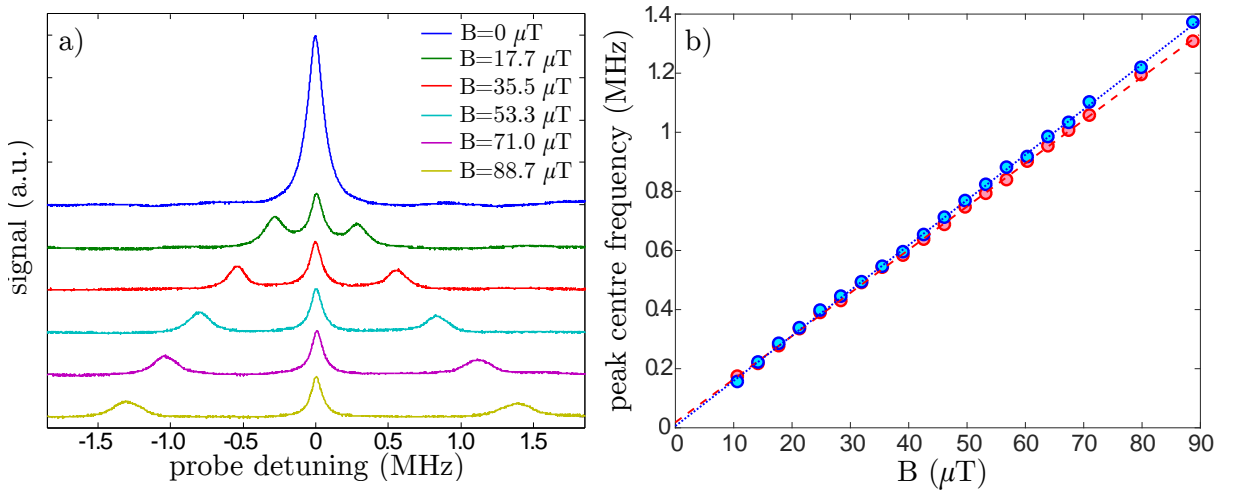 a)
B=0 μT
B=17.7 μT
B=35.5 μT
B=53.3 μT
B=71.0 μT
B=88.7 μT
signal (a.u.)
-1.5 -1.0 -0.5 0 0.5 1.0 1.5
probe detuning (MHz)
b)
peak centre frequency (MHz)
1.4
1.2
1
0.8
0.6
0.4
0.2
0
0 10 20 30 40 50 60 70 80 90
B (μT)